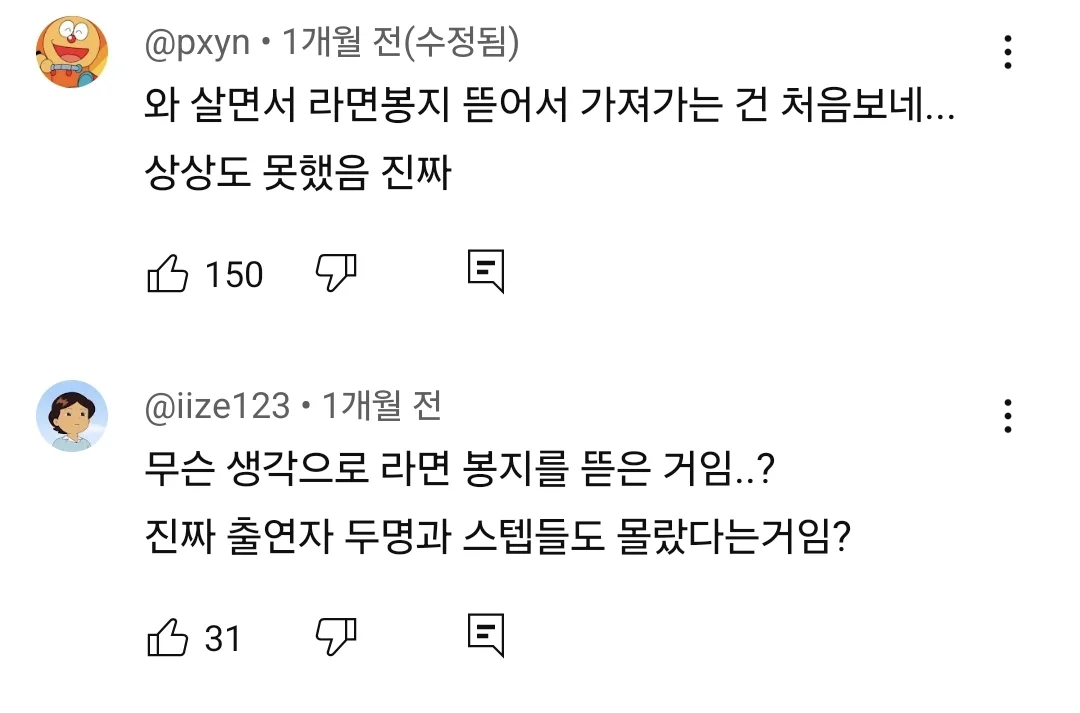 @pxyn • 1개월 전(수정됨)
와 살면서 라면봉지 뜯어서 가져가는 건 처음보네...
상상도 못했음 진짜
150
@iize123 • 1개월 전
무슨 생각으로 라면 봉지를 뜯은 거임..?
진짜 출연자 두명과 스텝들도 몰랐다는거임?
31